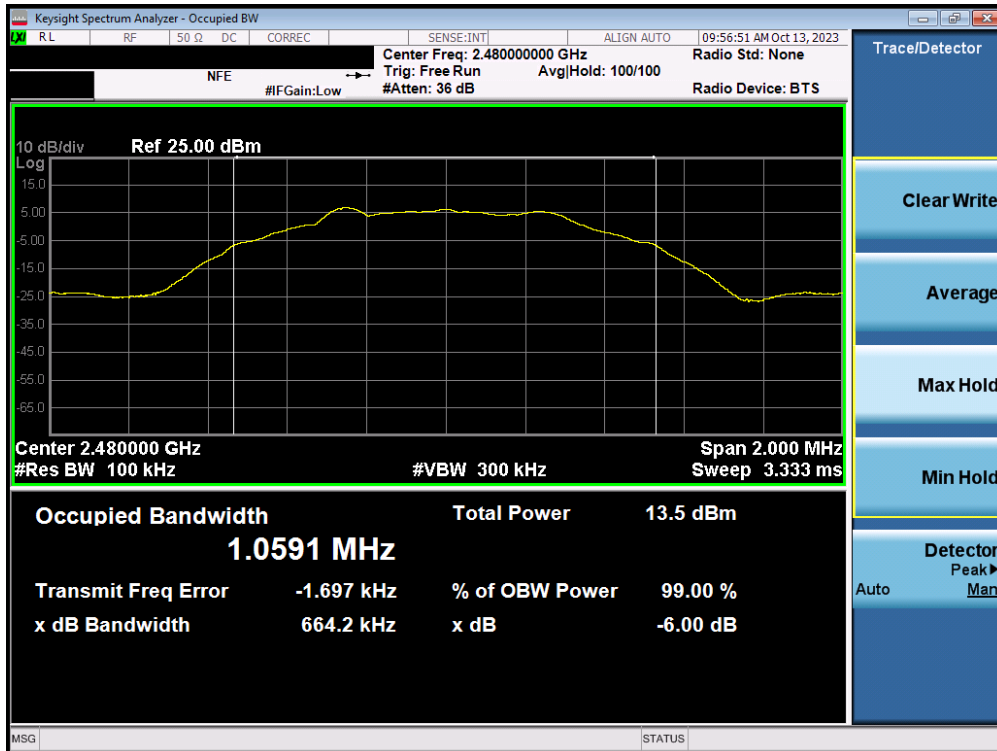 Keysight Spectrum Analyzer - Occupied BW
LXI RL RF 50 Ω DC CORREC SENSE:INT ALIGN AUTO 09:56:51 AM Oct 13, 2023
Center Freq: 2.480000000 GHz Radio Std: None
NFE Trig: Free Run Avg|Hold: 100/100
#IFGain:Low #Atten: 36 dB Radio Device: BTS
Trace/Detector
10 dB/div Ref 25.00 dBm
Log
15.0
5.00
-5.00
-15.0
-25.0
-35.0
-45.0
-55.0
-65.0
Center 2.480000 GHz Span 2.000 MHz
#Res BW 100 kHz #VBW 300 kHz Sweep 3.333 ms
Occupied Bandwidth Total Power 13.5 dBm
1.0591 MHz
Transmit Freq Error -1.697 kHz % of OBW Power 99.00 %
x dB Bandwidth 664.2 kHz x dB -6.00 dB
Clear Write
Average
Max Hold
Min Hold
Detector
Peak▶
Auto Man
MSG STATUS